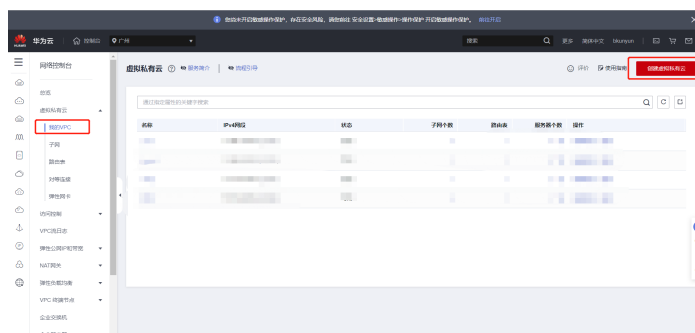 您尚未开启敏感操作保护，存在安全风险，请您前往 安全设置>敏感操作>操作保护 开启敏感操作保护。 前往开启
HUAWEI 华为云 控制台 广州 搜索 更多 简体中文 bkunyun
网络控制台
虚拟私有云 服务简介 流程引导 评价 使用指南 创建虚拟私有云
总览
虚拟私有云
通过指定属性的关键字搜索
名称 IPv4网段 状态 子网个数 路由表 服务器个数 操作
我的VPC
子网
路由表
对等连接
弹性网卡
访问控制
VPC流日志
弹性公网IP和带宽
NAT网关
弹性负载均衡
VPC 终端节点
企业交换机